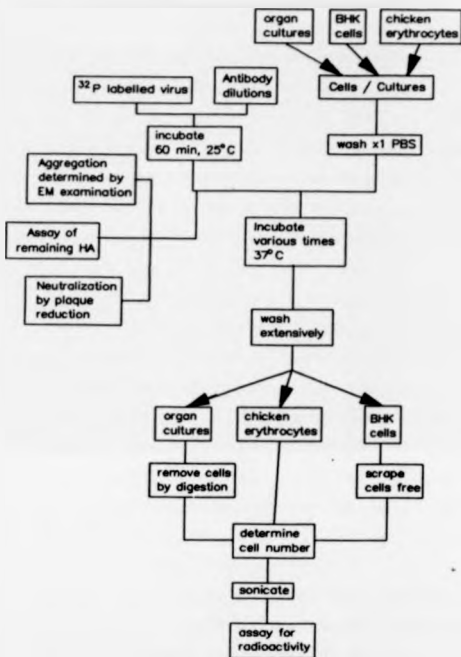 organ
cultures
BHK
cells
chicken
erythrocytes
³²P labelled virus
Antibody
dilutions
Cells / Cultures
incubate
60 min, 25°C
wash x1 PBS
Aggregation
determined by
EM examination
Assay of
remaining HA
Neutralization
by plaque
reduction
Incubate
various times
37°C
wash
extensively
organ
cultures
chicken
erythrocytes
BHK
cells
remove cells
by digestion
scrape
cells free
determine
cell number
sonicate
assay for
radioactivity